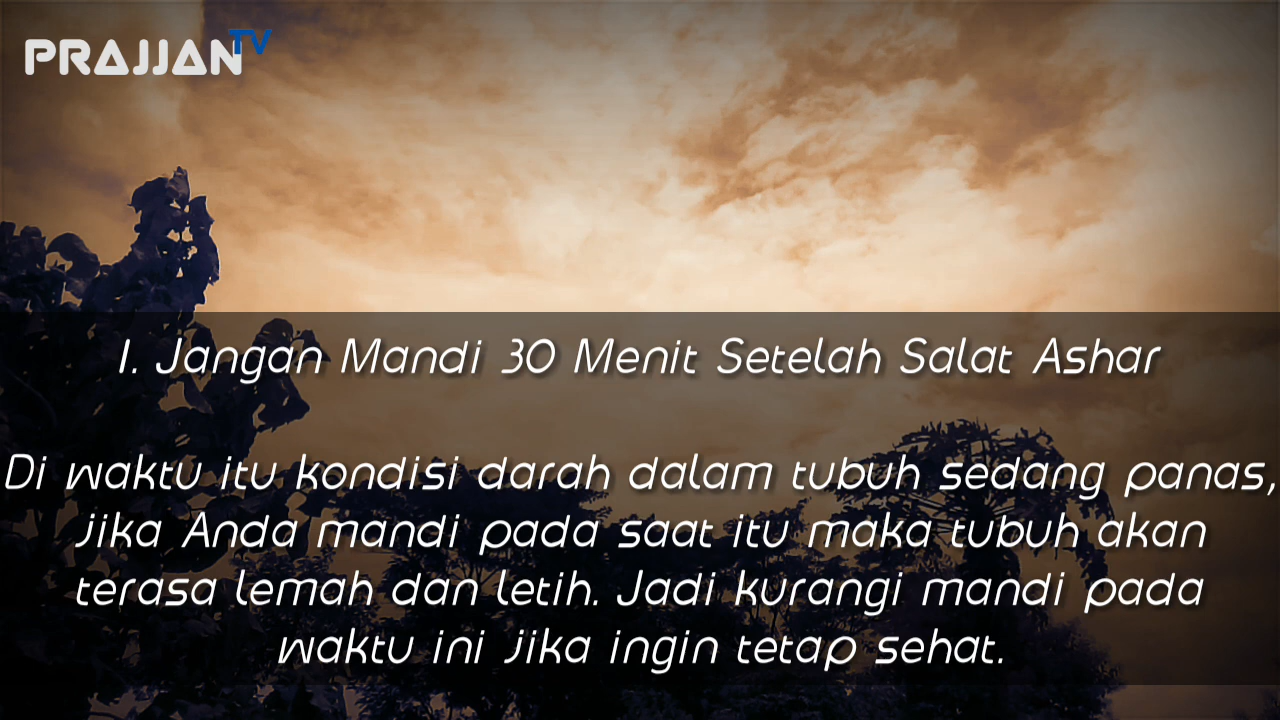 PRAJJAN TV
1. Jangan Mandi 30 Menit Setelah Salat Ashar
Di waktu itu kondisi darah dalam tubuh sedang panas,
jika Anda mandi pada saat itu maka tubuh akan
terasa lemah dan letih. Jadi kurangi mandi pada
waktu ini jika ingin tetap sehat.